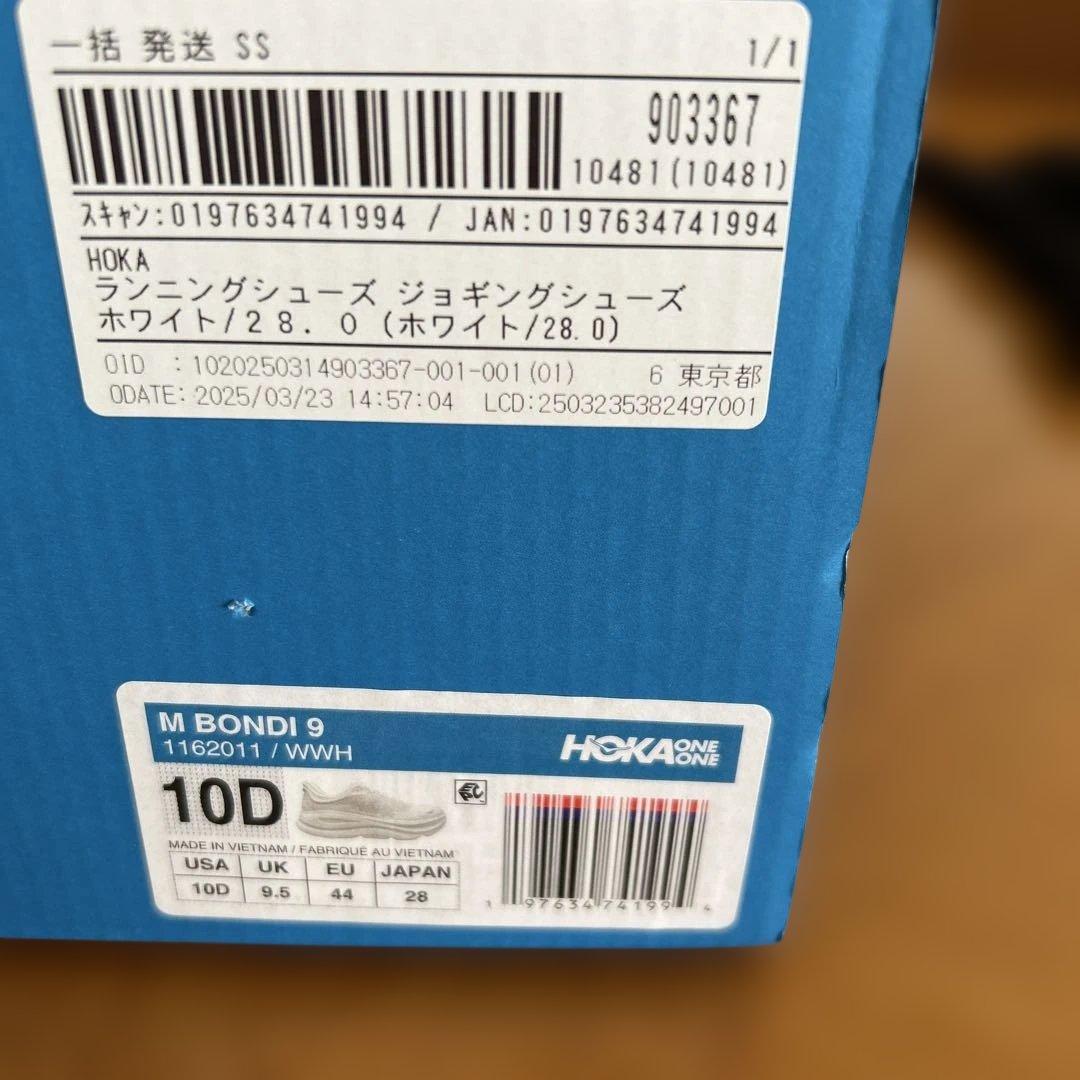 一括 発送 SS 1/1
903367
10481(10481)
スキャン:0197634741994 / JAN:0197634741994
HOKA
ランニングシューズ ジョギングシューズ
ホワイト/２８．０ (ホワイト/28.0)
OID :1020250314903367-001-001(01) 6 東京都
ODATE:2025/03/23 14:57:04 LCD:2503235382497001
M BONDI 9
1162011 / WWH
HOKA ONE ONE
10D
MADE IN VIETNAM / FABRIQUÉ AU VIETNAM
USA UK EU JAPAN
10D 9.5 44 28
1 97634 74199 4